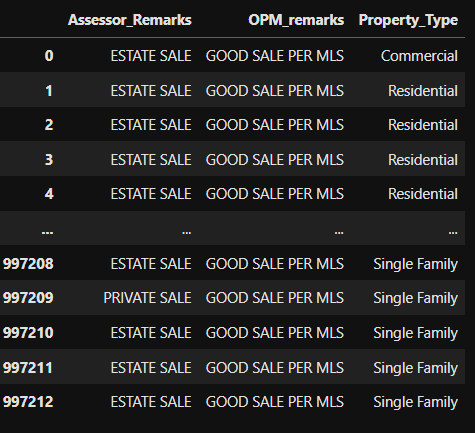 Assessor_Remarks OPM_remarks Property_Type
0 ESTATE SALE GOOD SALE PER MLS Commercial
1 ESTATE SALE GOOD SALE PER MLS Residential
2 ESTATE SALE GOOD SALE PER MLS Residential
3 ESTATE SALE GOOD SALE PER MLS Residential
4 ESTATE SALE GOOD SALE PER MLS Residential
... ... ... ...
997208 ESTATE SALE GOOD SALE PER MLS Single Family
997209 PRIVATE SALE GOOD SALE PER MLS Single Family
997210 ESTATE SALE GOOD SALE PER MLS Single Family
997211 ESTATE SALE GOOD SALE PER MLS Single Family
997212 ESTATE SALE GOOD SALE PER MLS Single Family